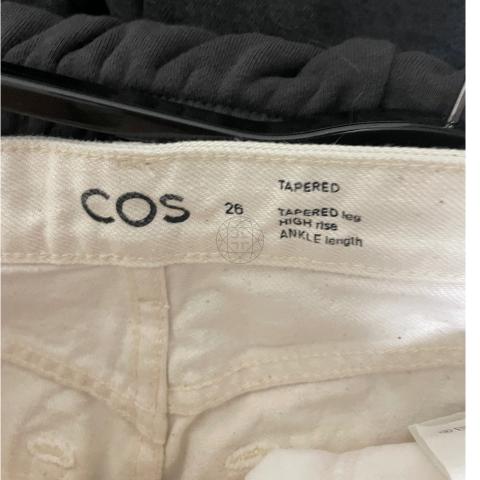 COS
26
TAPERED
TAPERED leg
HIGH rise
ANKLE length